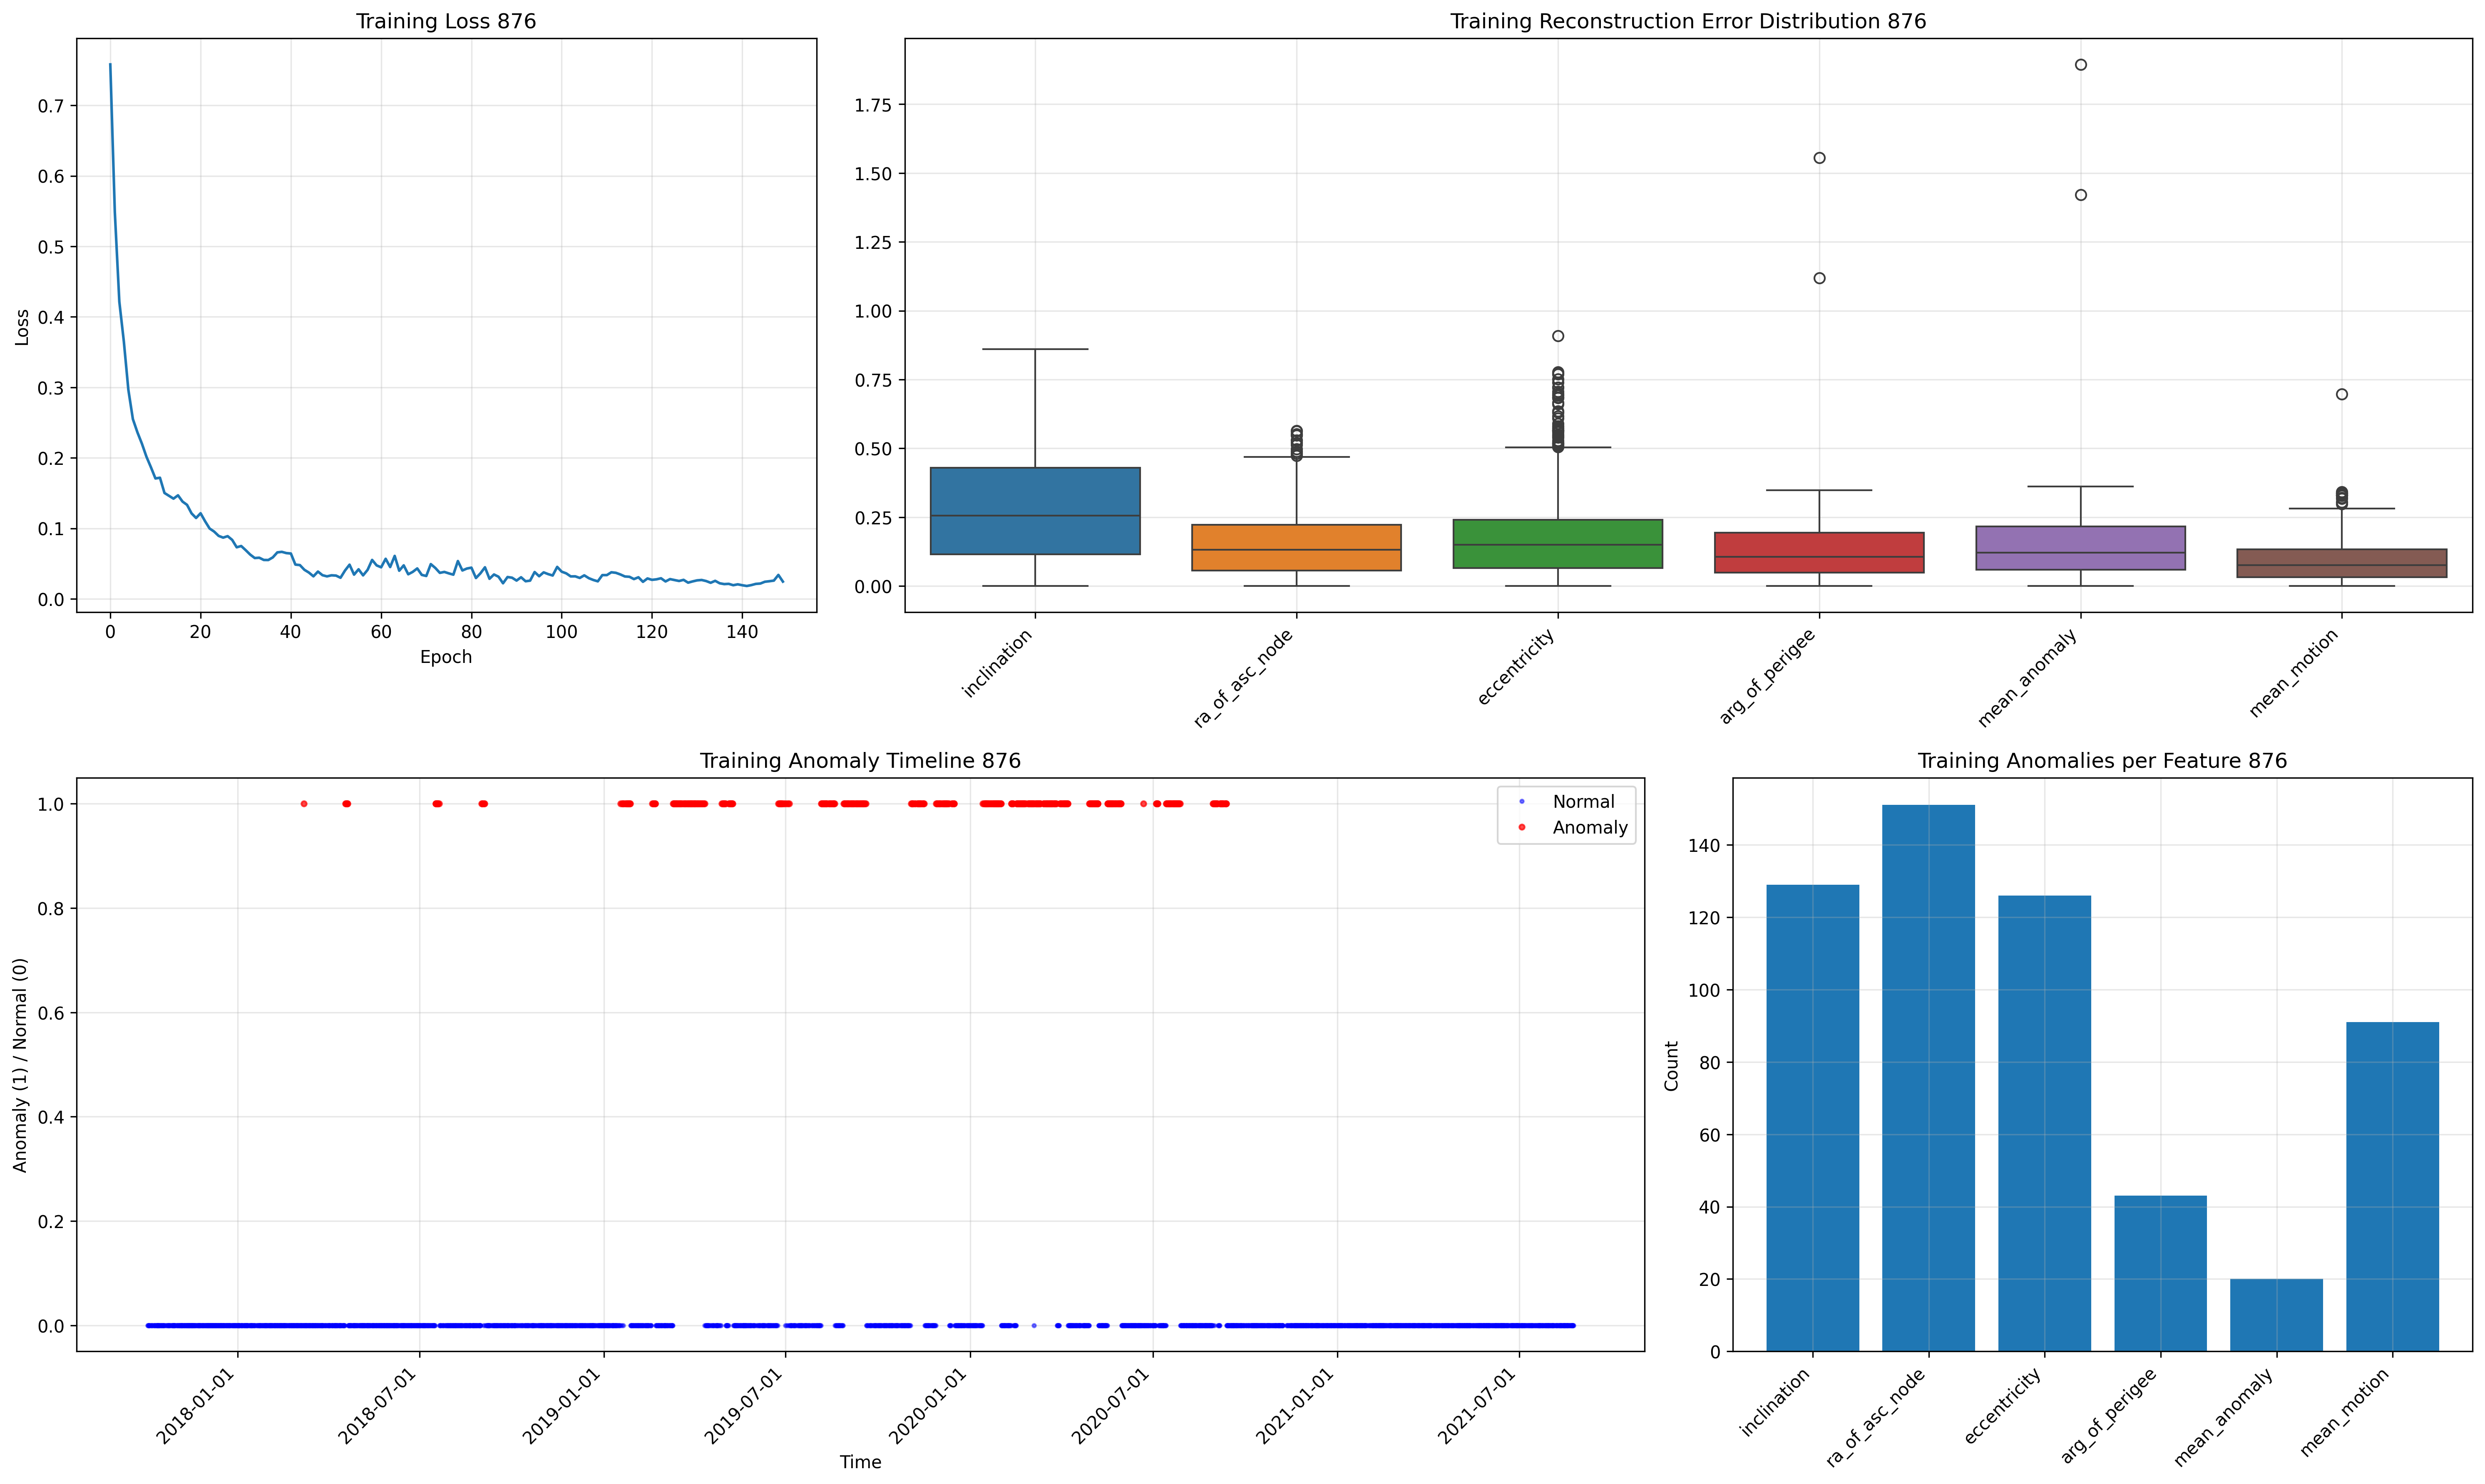 Training Loss 876
Loss
0.7
0.6
0.5
0.4
0.3
0.2
0.1
0.0
0 20 40 60 80 100 120 140
Epoch
Training Reconstruction Error Distribution 876
1.75
1.50
1.25
1.00
0.75
0.50
0.25
0.00
inclination
ra_of_asc_node
eccentricity
arg_of_perigee
mean_anomaly
mean_motion
Training Anomaly Timeline 876
Anomaly (1) / Normal (0)
1.0
0.8
0.6
0.4
0.2
0.0
Normal
Anomaly
2018-01-01
2018-07-01
2019-01-01
2019-07-01
2020-01-01
2020-07-01
2021-01-01
2021-07-01
Time
Training Anomalies per Feature 876
Count
140
120
100
80
60
40
20
0
inclination
ra_of_asc_node
eccentricity
arg_of_perigee
mean_anomaly
mean_motion